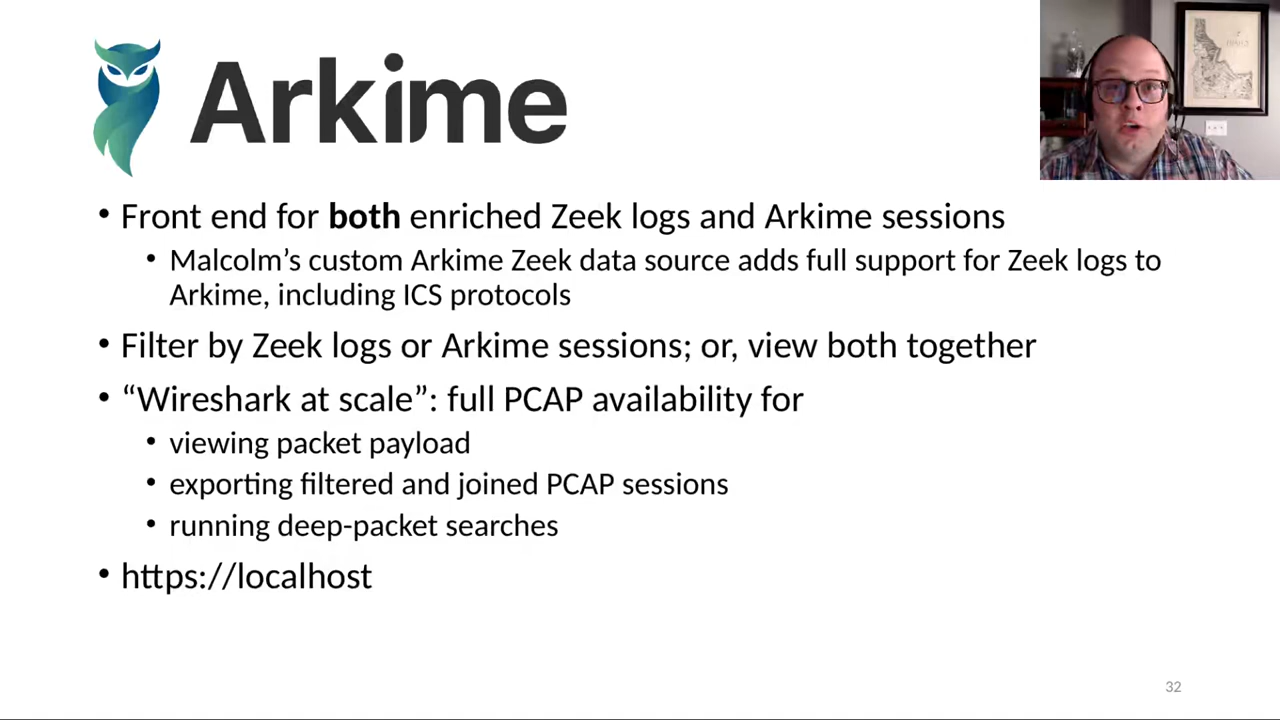 Arkime
• Front end for both enriched Zeek logs and Arkime sessions
• Malcolm’s custom Arkime Zeek data source adds full support for Zeek logs to
Arkime, including ICS protocols
• Filter by Zeek logs or Arkime sessions; or, view both together
• “Wireshark at scale”: full PCAP availability for
• viewing packet payload
• exporting filtered and joined PCAP sessions
• running deep-packet searches
• https://localhost
32